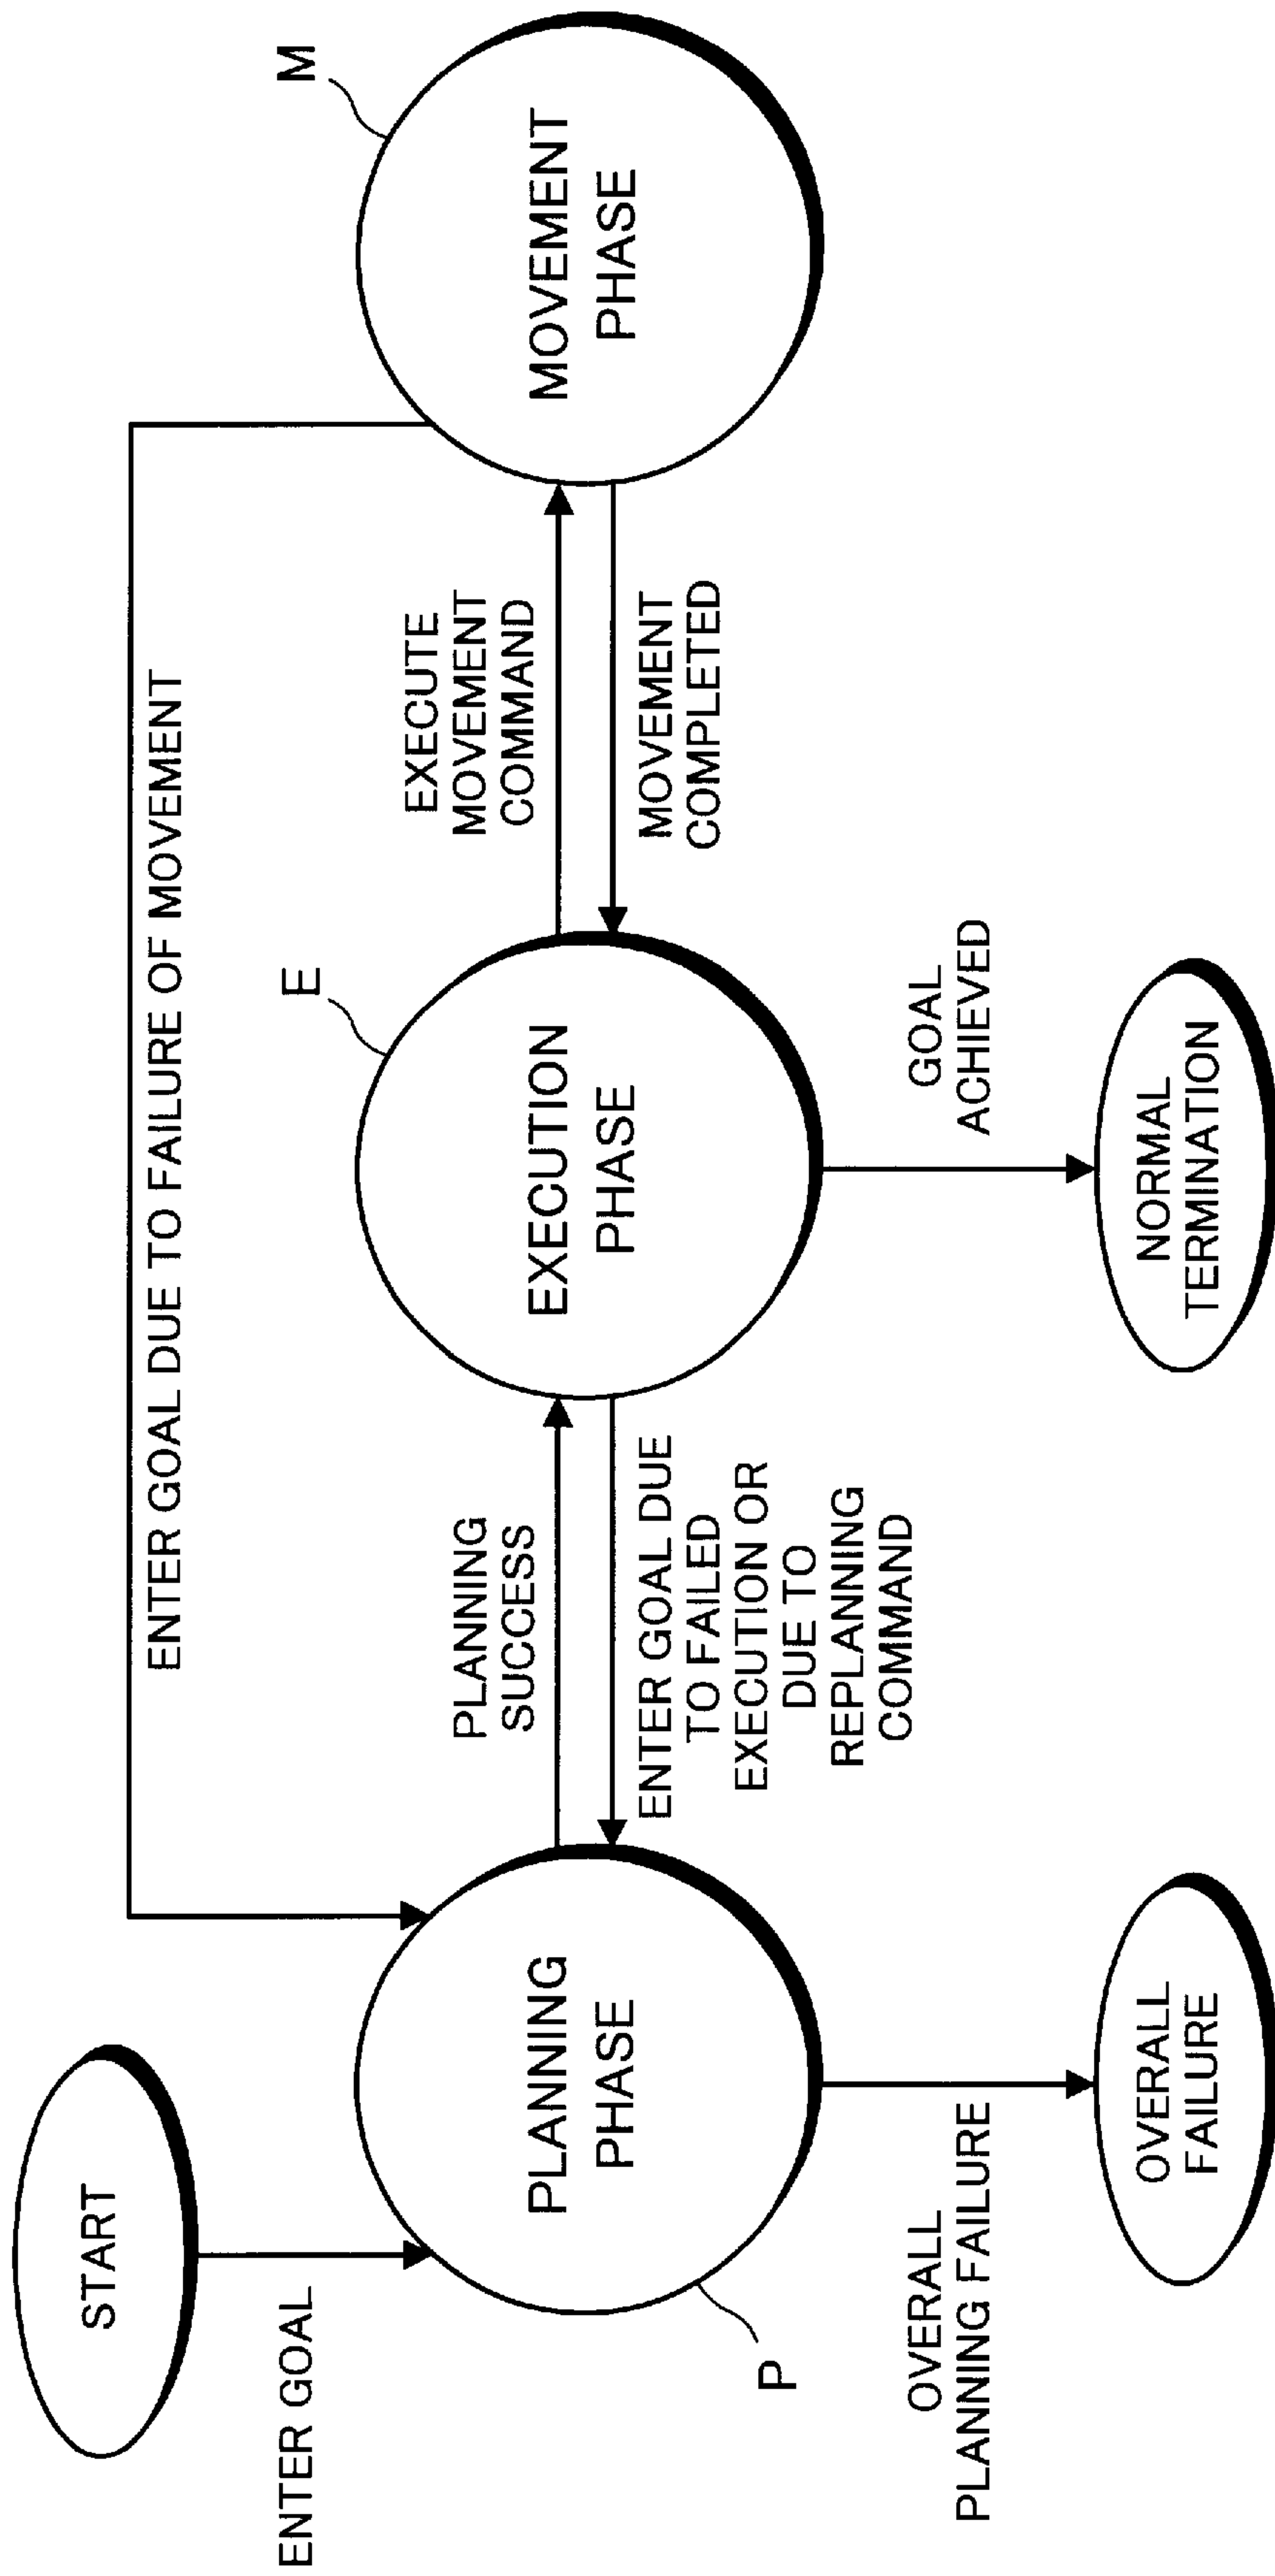 START
ENTER GOAL
ENTER GOAL DUE TO FAILURE OF MOVEMENT
PLANNING
PHASE
P
PLANNING
SUCCESS
ENTER GOAL DUE
TO FAILED
EXECUTION OR
DUE TO
REPLANNING
COMMAND
EXECUTION
PHASE
E
EXECUTE
MOVEMENT
COMMAND
MOVEMENT
COMPLETED
MOVEMENT
PHASE
M
OVERALL
PLANNING FAILURE
OVERALL
FAILURE
GOAL
ACHIEVED
NORMAL
TERMINATION